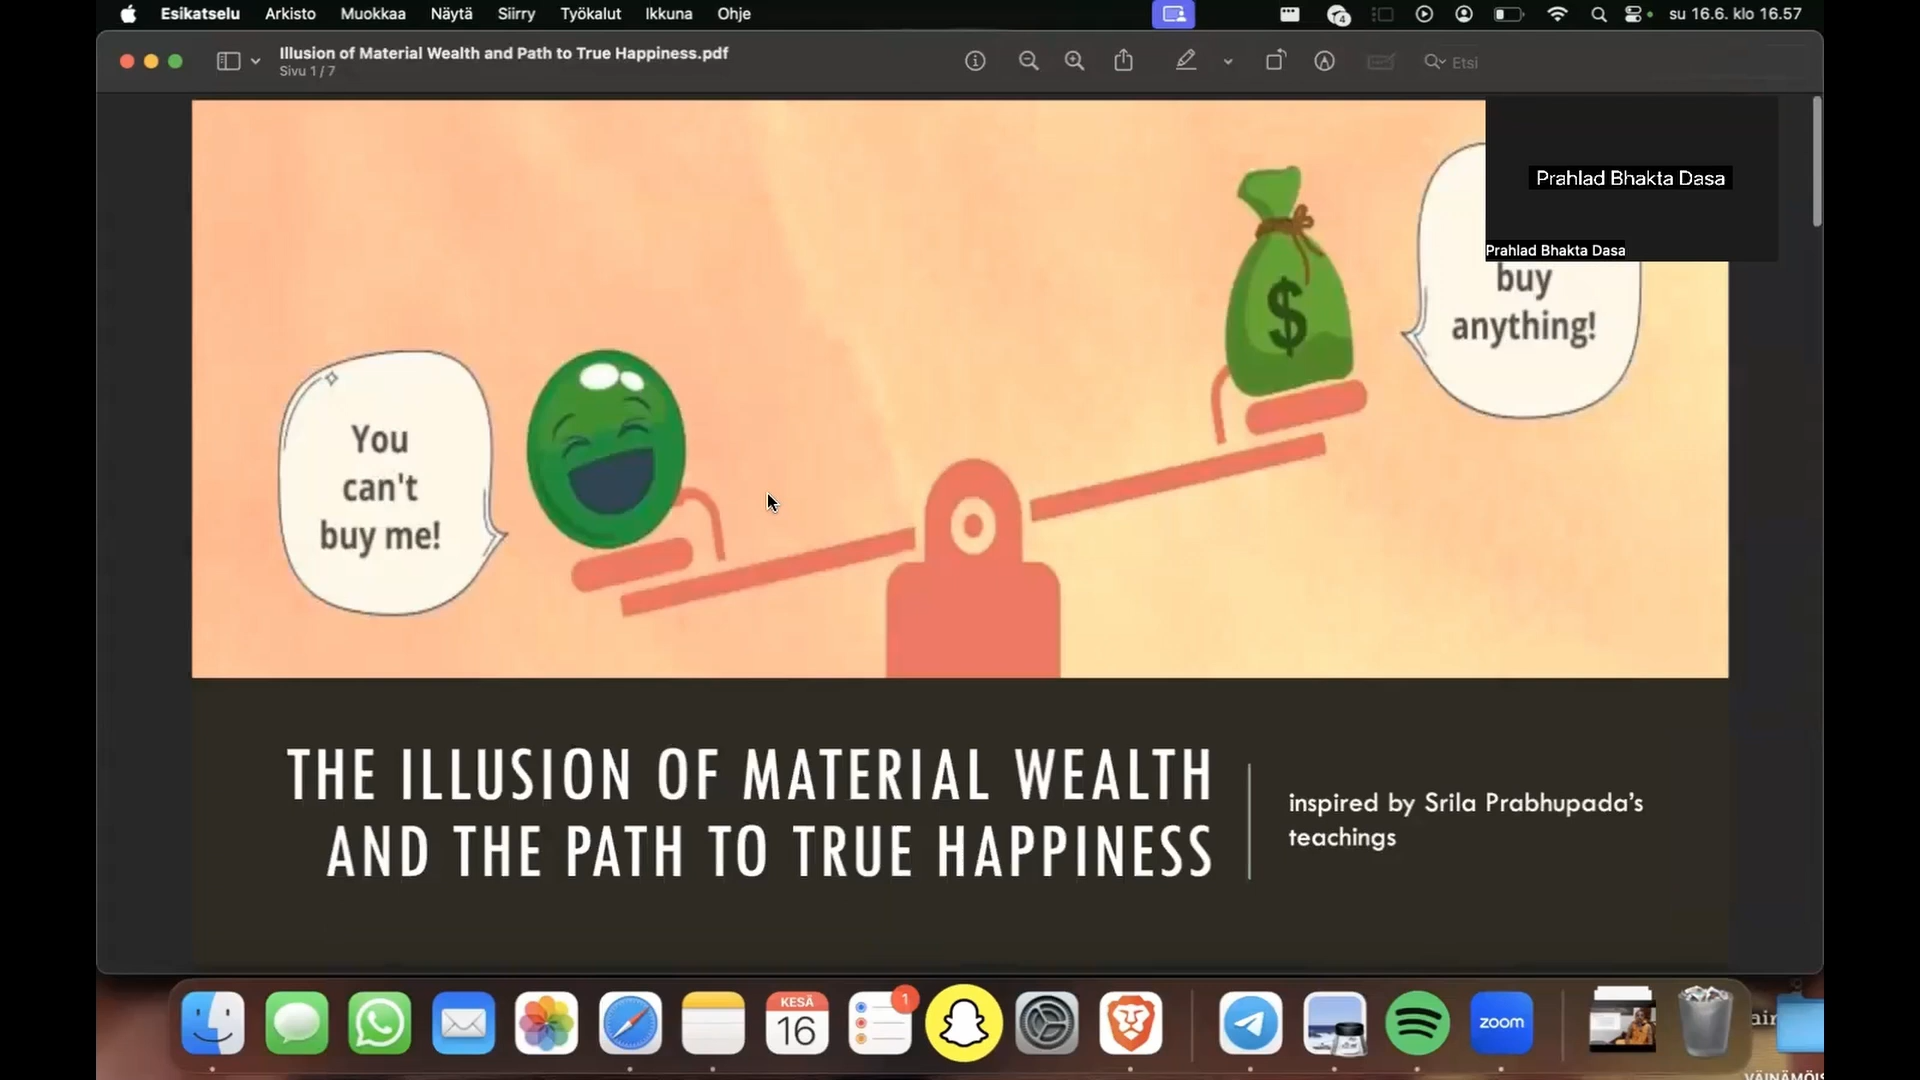 Esikatselu Arkisto Muokkaa Näytä Siirry Työkalut Ikkuna Ohje
4
su 16.6. klo 16.57
Illusion of Material Wealth and Path to True Happiness.pdf
Sivu 1 / 7
Etsi
Prahlad Bhakta Dasa
Prahlad Bhakta Dasa
buy
anything!
$
You
can't
buy me!
THE ILLUSION OF MATERIAL WEALTH
AND THE PATH TO TRUE HAPPINESS
inspired by Srila Prabhupada's
teachings
KESÄ
16
1
zoom